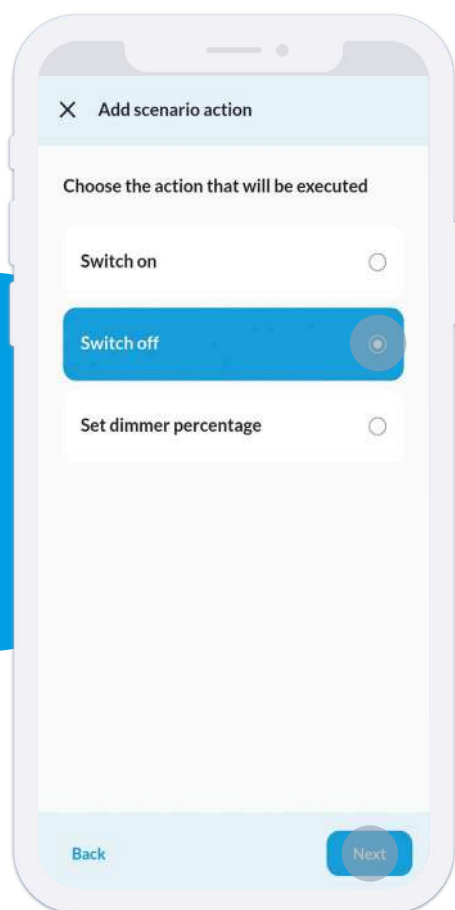 Add scenario action
Choose the action that will be executed
Switch on
Switch off
Set dimmer percentage
Back
Next